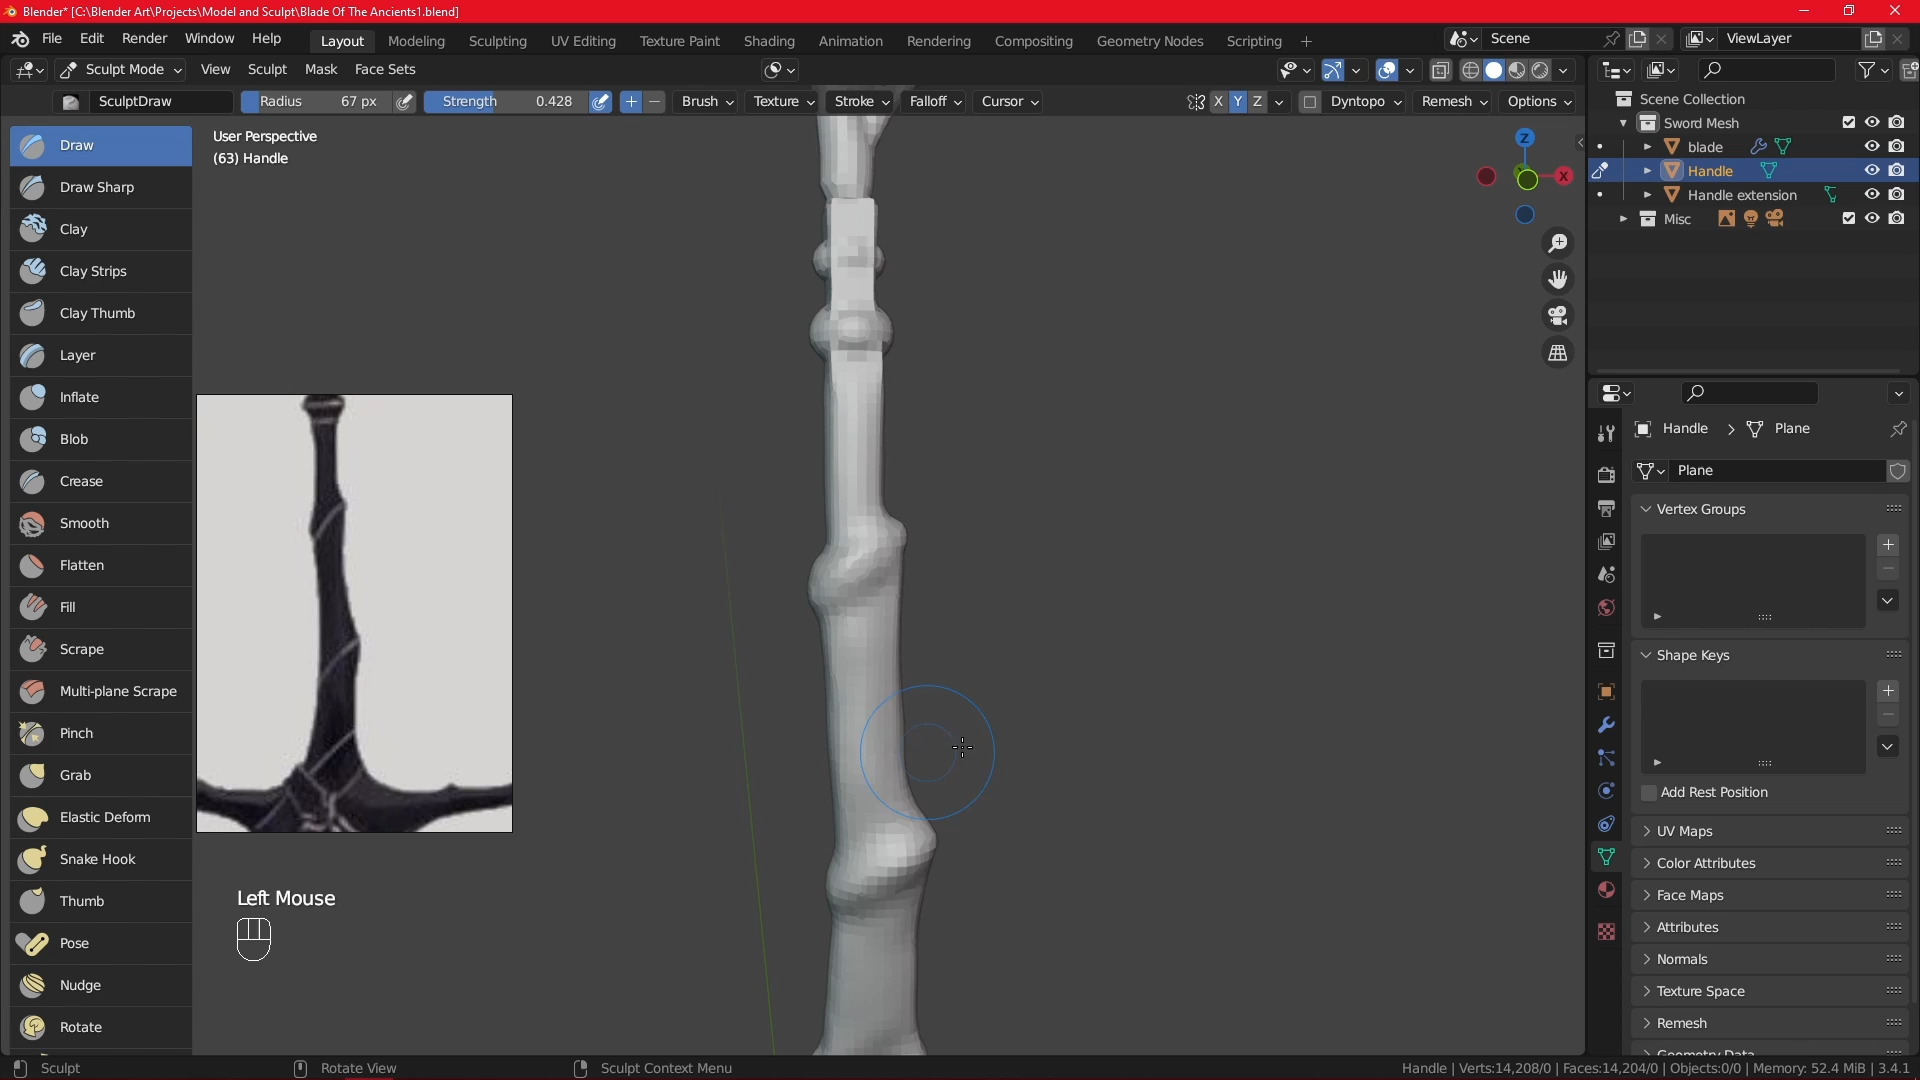 Blender* [C:\Blender Art\Projects\Model and Sculpt\Blade Of The Ancients1.blend]
File Edit Render Window Help Layout Modeling Sculpting UV Editing Texture Paint Shading Animation Rendering Compositing Geometry Nodes Scripting + Scene ViewLayer
Sculpt Mode View Sculpt Mask Face Sets
SculptDraw Radius 67 px Strength 0.428 Brush Texture Stroke Falloff Cursor X Y Z Dyntopo Remesh Options
User Perspective
(63) Handle
Draw
Draw Sharp
Clay
Clay Strips
Clay Thumb
Layer
Inflate
Blob
Crease
Smooth
Flatten
Fill
Scrape
Multi-plane Scrape
Pinch
Grab
Elastic Deform
Snake Hook
Thumb
Pose
Nudge
Rotate
Left Mouse
Z
X
Scene Collection
Sword Mesh
blade
Handle
Handle extension
Misc
Handle > Plane
Plane
Vertex Groups
Shape Keys
Add Rest Position
UV Maps
Color Attributes
Face Maps
Attributes
Normals
Texture Space
Remesh
Geometry Data
Sculpt Rotate View Sculpt Context Menu Handle | Verts:14,208/0 | Faces:14,204/0 | Objects:0/0 | Memory: 52.4 MiB | 3.4.1